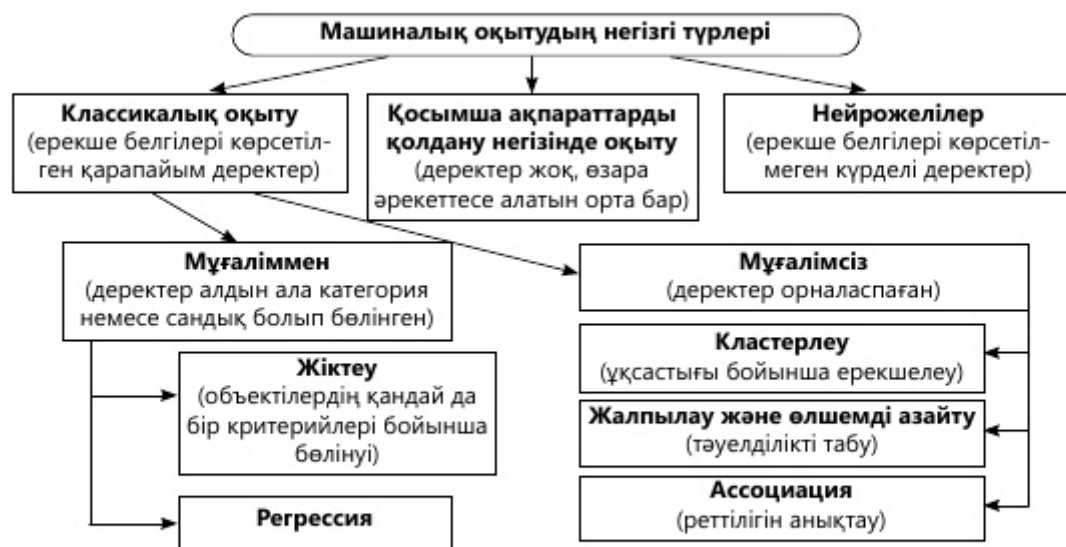 Машиналық оқытудың негізгі түрлері
Классикалық оқыту
(ерекше белгілері көрсетіл-
ген қарапайым деректер)
Қосымша ақпараттарды
қолдану негізінде оқыту
(деректер жоқ, өзара
әрекеттесе алатын орта бар)
Нейрожелілер
(ерекше белгілері көрсетіл-
меген күрделі деректер)
Мұғаліммен
(деректер алдын ала категория
немесе сандық болып бөлінген)
Жіктеу
(объектілердің қандай да
бір критерийлері бойынша
бөлінуі)
Регрессия
Мұғалімсіз
(деректер орналаспаған)
Кластерлеу
(ұқсастығы бойынша ерекшелеу)
Жалпылау және өлшемді азайту
(тәуелділікті табу)
Ассоциация
(реттілігін анықтау)